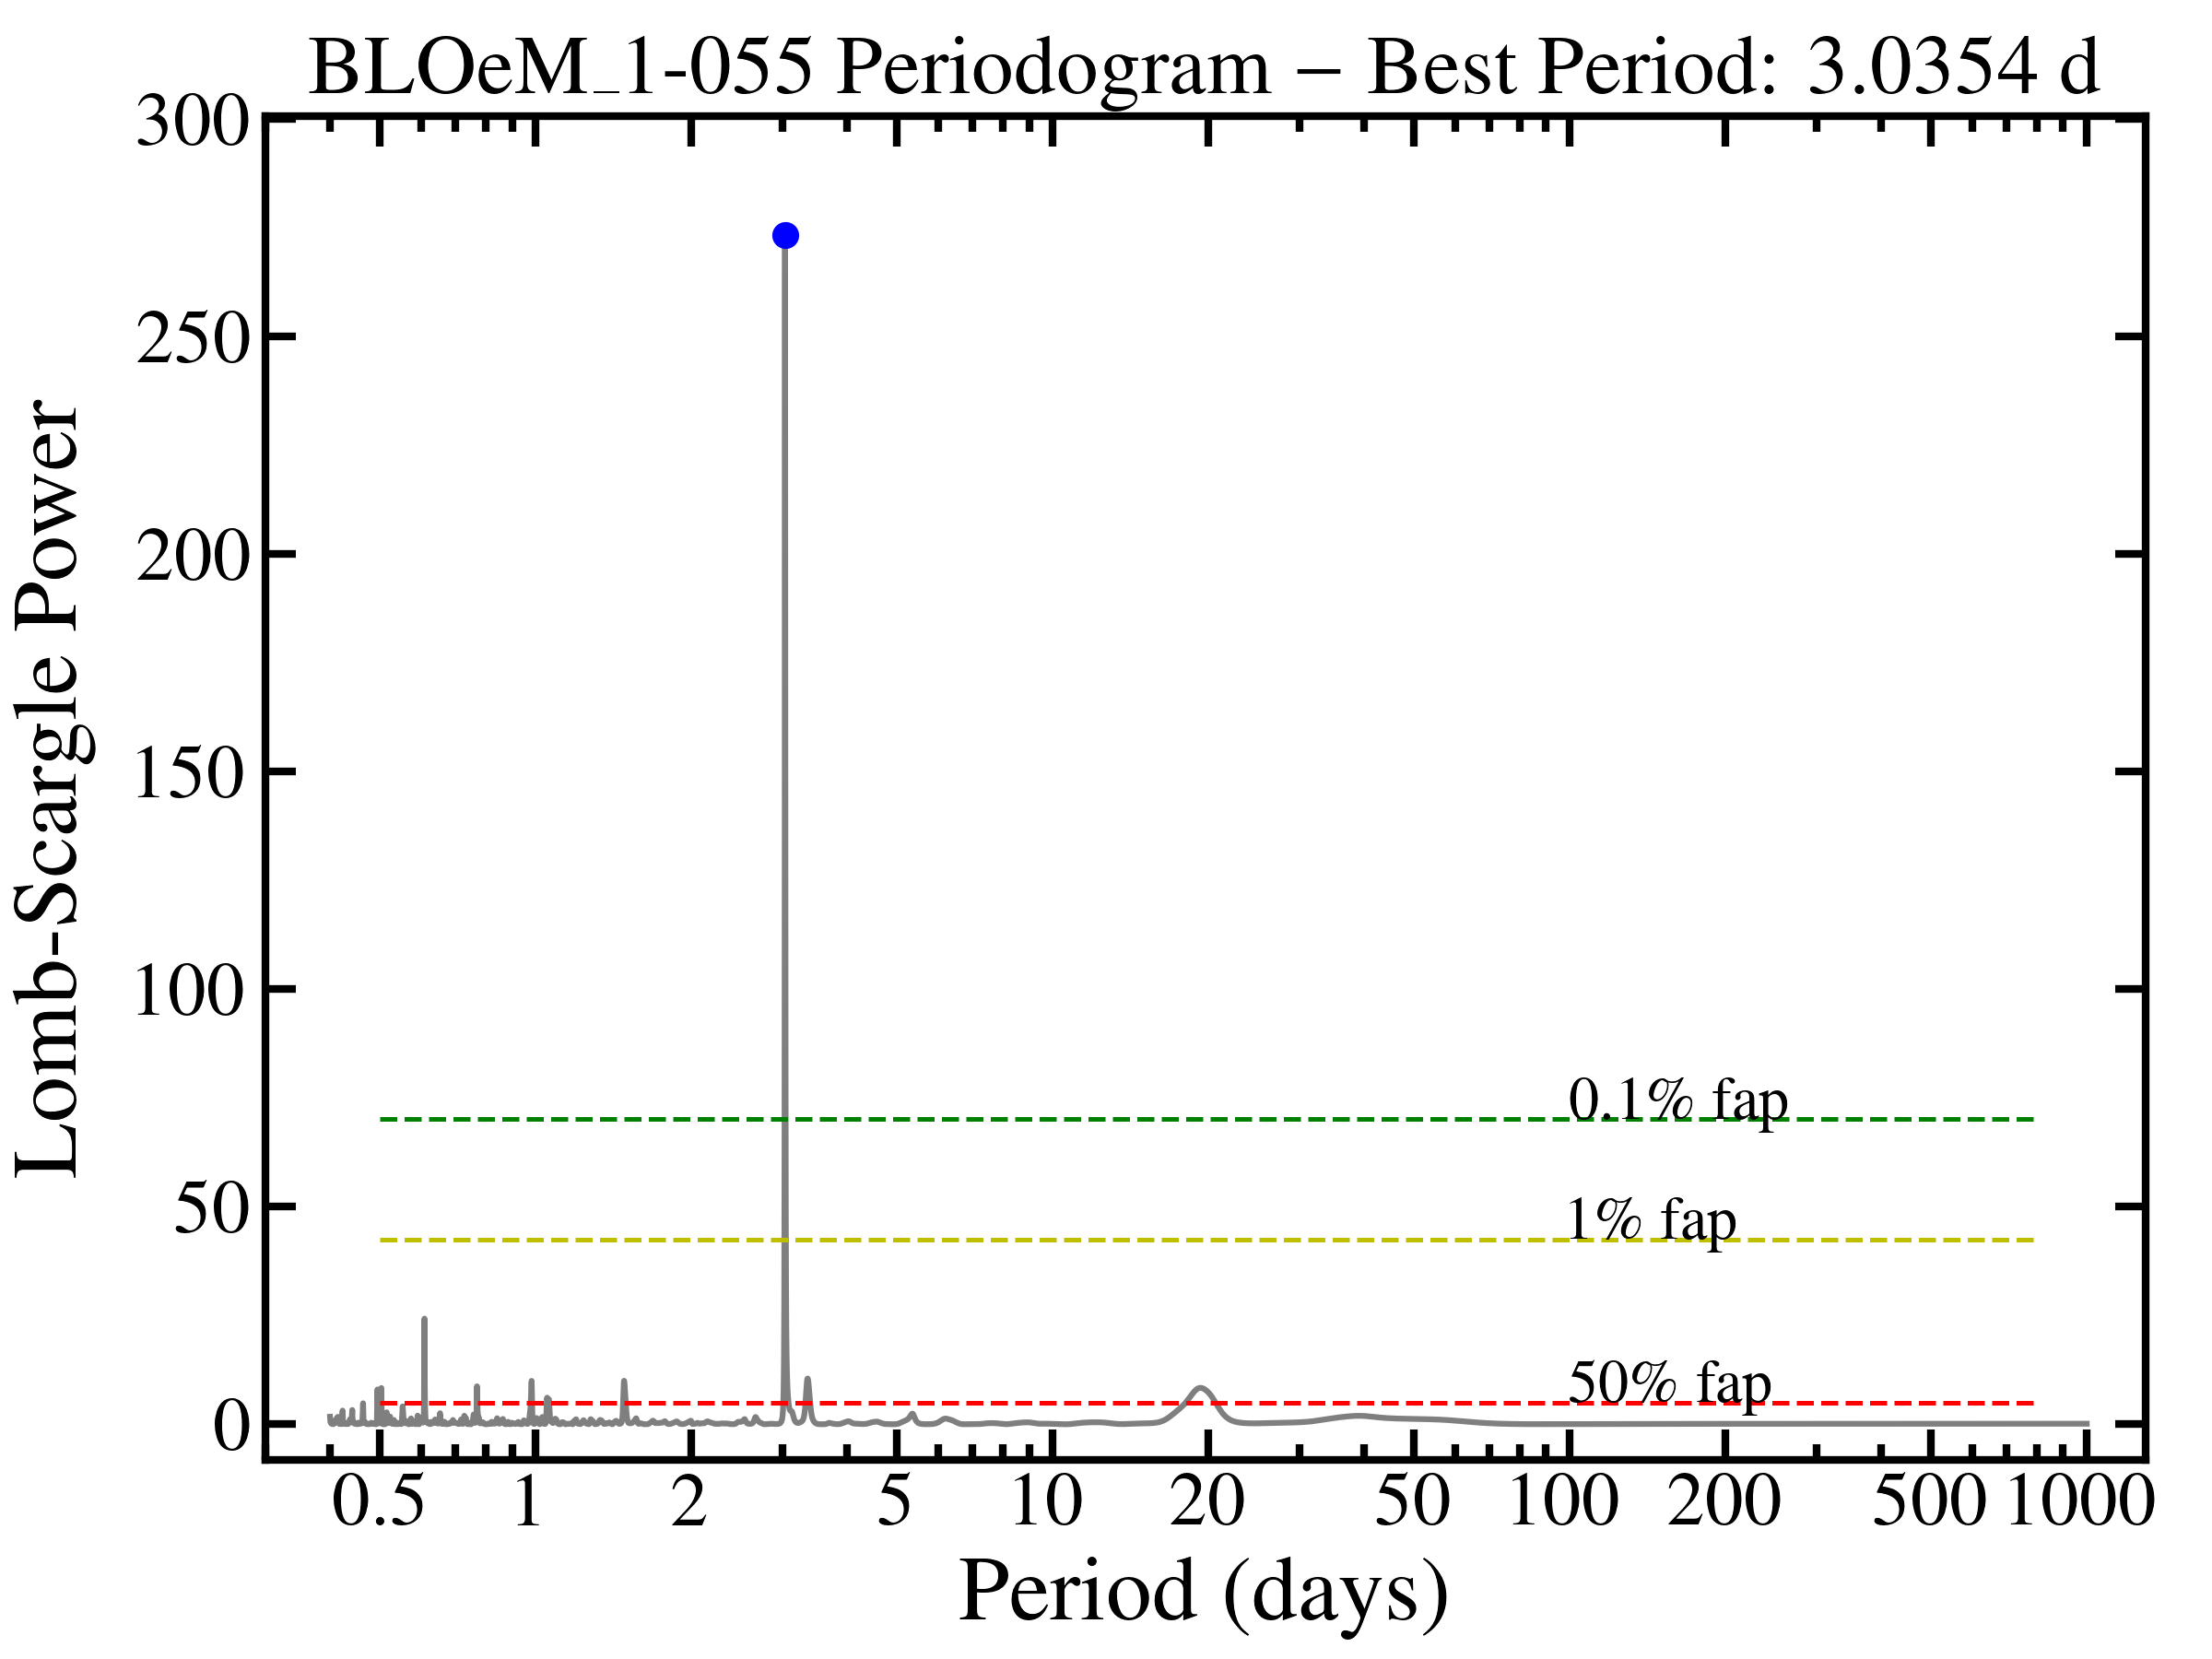 BLOeM_1-055 Periodogram − Best Period: 3.0354 d
300
250
200
150
100
50
0
Lomb-Scargle Power
0.1% fap
1% fap
50% fap
0.5 1 2 5 10 20 50 100 200 500 1000
Period (days)